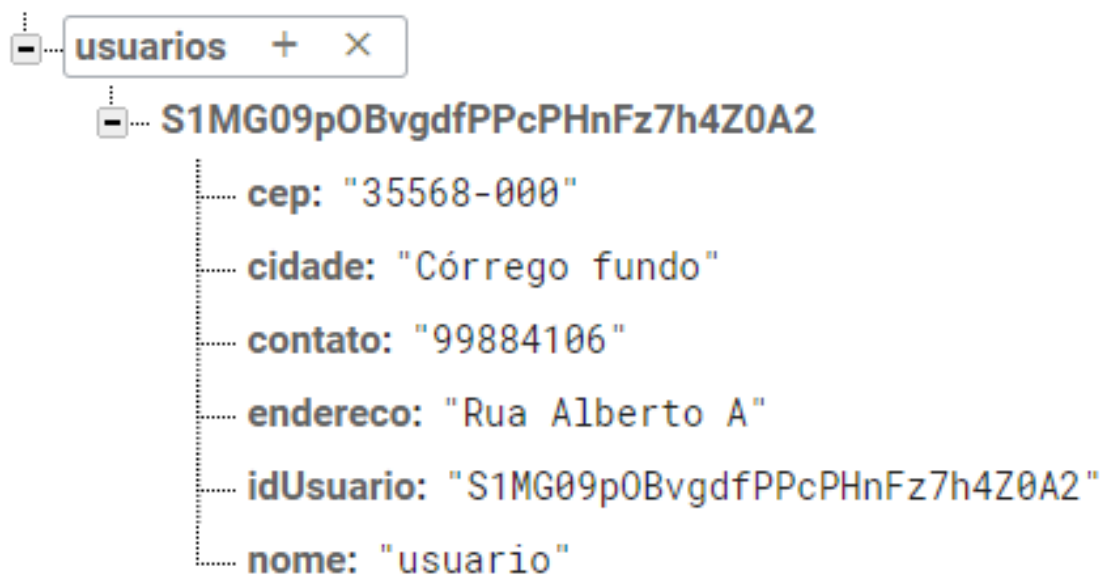 usuarios + ×
S1MG09pOBvgdfPPcPHnFz7h4Z0A2
cep: "35568-000"
cidade: "Córrego fundo"
contato: "99884106"
endereco: "Rua Alberto A"
idUsuario: "S1MG09pOBvgdfPPcPHnFz7h4Z0A2"
nome: "usuario"